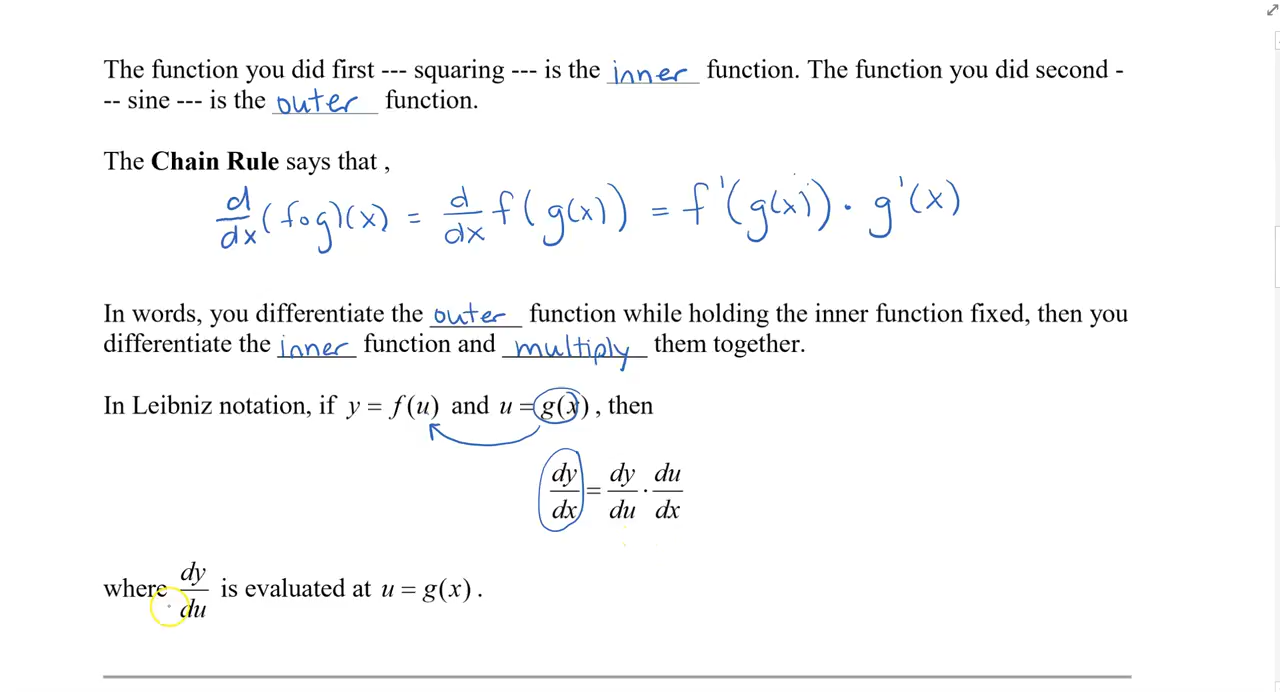 The function you did first --- squaring --- is the inner function. The function you did second -
-- sine --- is the outer function.
The Chain Rule says that ,
d/dx (f∘g)(x) = d/dx f(g(x)) = f'(g(x)) · g'(x)
In words, you differentiate the outer function while holding the inner function fixed, then you
differentiate the inner function and multiply them together.
In Leibniz notation, if y = f(u) and u = g(x) , then
dy/dx = dy/du · du/dx
where dy/du is evaluated at u = g(x) .